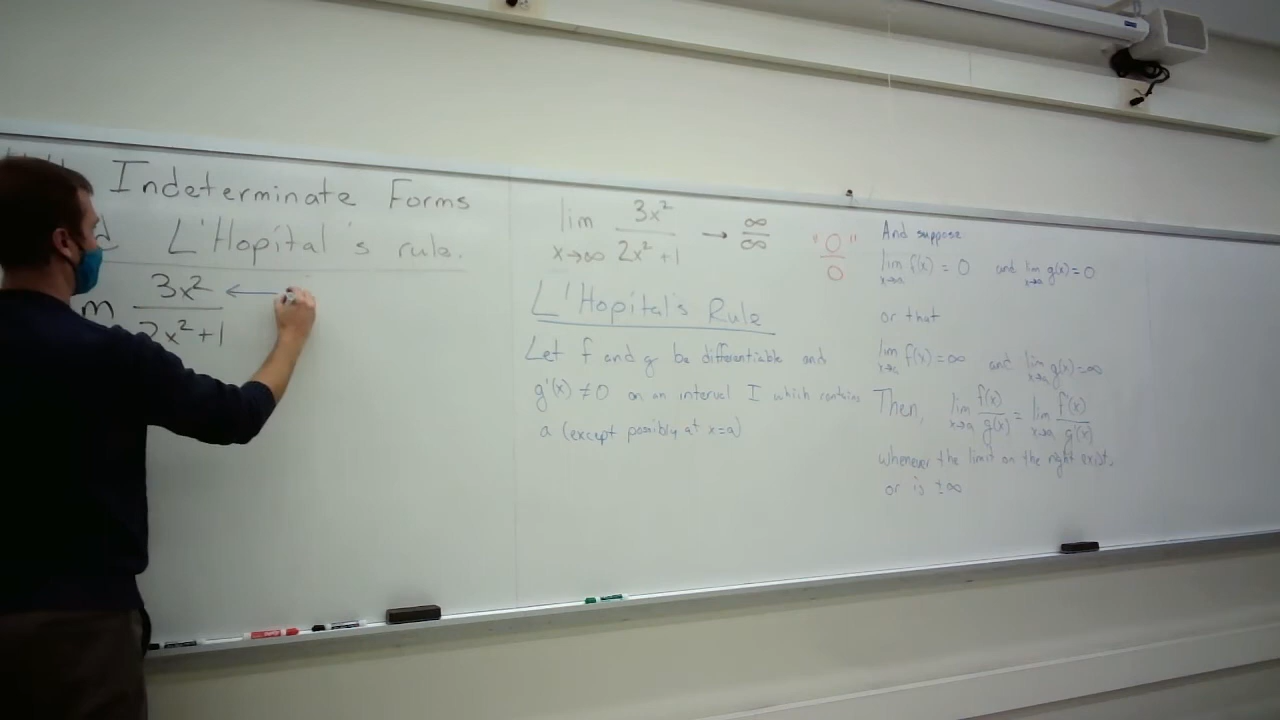 Indeterminate Forms
L'Hopital's rule.
3x²
2x²+1
lim 3x²/2x²+1 → ∞/∞
x→∞
"0"
0
L'Hopital's Rule
Let f and g be differentiable and
g'(x) ≠ 0 on an interval I which contains
a (except possibly at x=a)
And suppose
lim f(x) = 0 and lim g(x) = 0
x→a x→a
or that
lim f(x) = ∞ and lim g(x) = ∞
x→a x→a
Then, lim f(x)/g(x) = lim f'(x)/g'(x)
x→a x→a
whenever the limit on the right exist.
or is ±∞